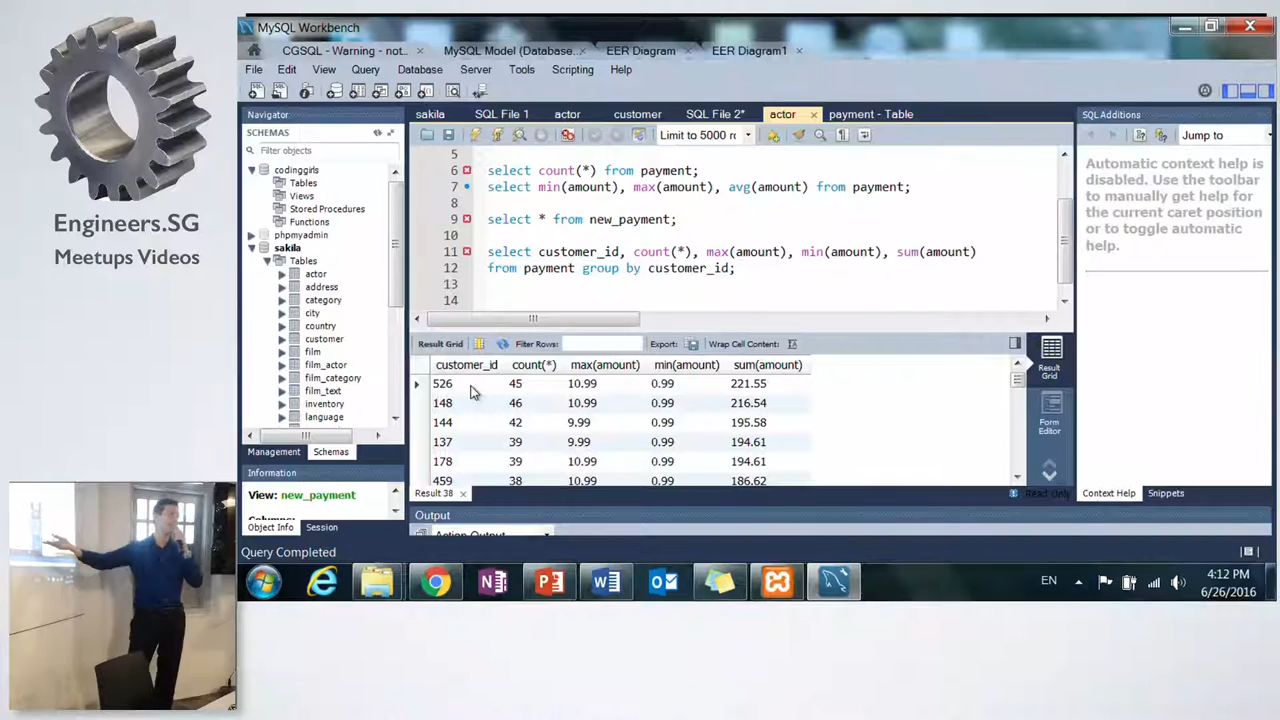 MySQL Workbench
CGSQL - Warning - not...
MySQL Model (Database...
EER Diagram
EER Diagram1
File Edit View Query Database Server Tools Scripting Help
Navigator
sakila
SQL File 1
actor
customer
SQL File 2*
actor
payment - Table
SQL Additions
SCHEMAS
Limit to 5000 rc
Jump to
Filter objects
codinggirls
Tables
Views
Stored Procedures
Functions
phpmyadmin
sakila
Tables
actor
address
category
city
country
customer
film
film_actor
film_category
film_text
inventory
language
Management Schemas
Information
View: new_payment
Object Info Session
5
6 select count(*) from payment;
7 select min(amount), max(amount), avg(amount) from payment;
8
9 select * from new_payment;
10
11 select customer_id, count(*), max(amount), min(amount), sum(amount)
12 from payment group by customer_id;
13
14
Result Grid Filter Rows: Export: Wrap Cell Content:
customer_id count(*) max(amount) min(amount) sum(amount)
526 45 10.99 0.99 221.55
148 46 10.99 0.99 216.54
144 42 9.99 0.99 195.58
137 39 9.99 0.99 194.61
178 39 10.99 0.99 194.61
459 38 10.99 0.99 186.62
Result 38
Read Only
Output
Action Output
Result
Grid
Form
Editor
Automatic context help is
disabled. Use the toolbar
to manually get help for
the current caret position
or to toggle automatic
help.
Context Help Snippets
Query Completed
EN
4:12 PM
6/26/2016
Engineers.SG
Meetups Videos